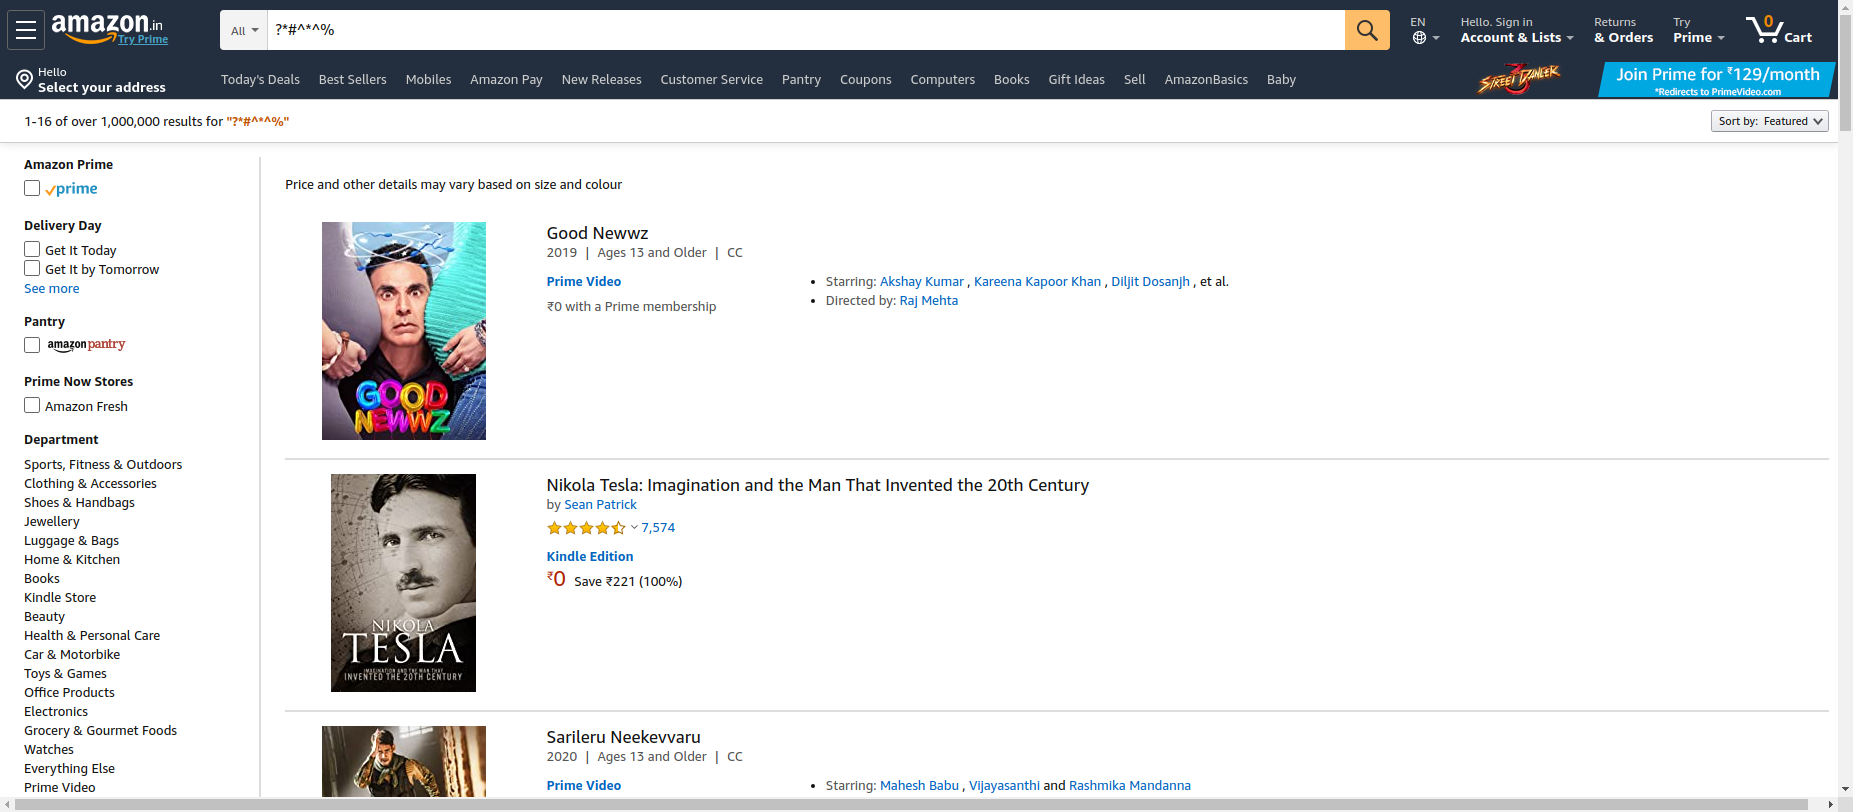 amazon.in
Try Prime
All
?*#^*^%
EN
Hello. Sign in
Account & Lists
Returns
& Orders
Try
Prime
0
Cart
Hello
Select your address
Today's Deals
Best Sellers
Mobiles
Amazon Pay
New Releases
Customer Service
Pantry
Coupons
Computers
Books
Gift Ideas
Sell
AmazonBasics
Baby
STREET DANCER 3
Join Prime for ₹129/month
*Redirects to PrimeVideo.com
1-16 of over 1,000,000 results for "?*#^*^%"
Sort by: Featured
Amazon Prime
prime
Delivery Day
Get It Today
Get It by Tomorrow
See more
Pantry
amazon pantry
Prime Now Stores
Amazon Fresh
Department
Sports, Fitness & Outdoors
Clothing & Accessories
Shoes & Handbags
Jewellery
Luggage & Bags
Home & Kitchen
Books
Kindle Store
Beauty
Health & Personal Care
Car & Motorbike
Toys & Games
Office Products
Electronics
Grocery & Gourmet Foods
Watches
Everything Else
Prime Video
Price and other details may vary based on size and colour
GOOD
NEWWZ
Good Newwz
2019 | Ages 13 and Older | CC
Prime Video
₹0 with a Prime membership
• Starring: Akshay Kumar , Kareena Kapoor Khan , Diljit Dosanjh , et al.
• Directed by: Raj Mehta
NIKOLA
TESLA
IMAGINATION AND THE MAN THAT
INVENTED THE 20TH CENTURY
Nikola Tesla: Imagination and the Man That Invented the 20th Century
by Sean Patrick
7,574
Kindle Edition
₹0 Save ₹221 (100%)
Sarileru Neekevvaru
2020 | Ages 13 and Older | CC
Prime Video
• Starring: Mahesh Babu , Vijayasanthi and Rashmika Mandanna